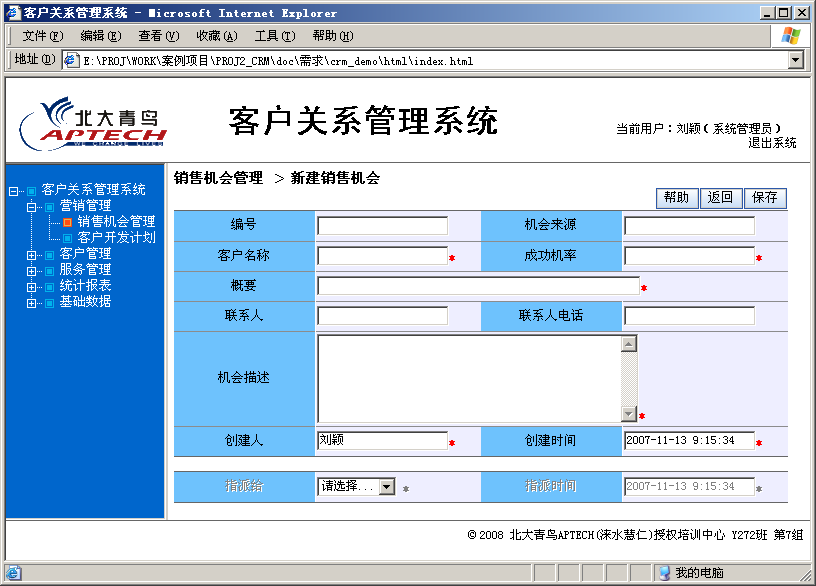 客户关系管理系统 - Microsoft Internet Explorer
文件(F) 编辑(E) 查看(V) 收藏(A) 工具(T) 帮助(H)
地址(D) E:\PROJ\WORK\案例项目\PROJ2_CRM\doc\需求\crm_demo\html\index.html
北大青鸟
APTECH
WE CHANGE LIVES
客户关系管理系统
当前用户：刘颖(系统管理员)
退出系统
客户关系管理系统
营销管理
销售机会管理
客户开发计划
客户管理
服务管理
统计报表
基础数据
销售机会管理 > 新建销售机会
帮助 返回 保存
编号 机会来源
客户名称 * 成功机率 *
概要 *
联系人 联系人电话
机会描述 *
创建人 刘颖 * 创建时间 2007-11-13 9:15:34 *
指派给 请选择... * 指派时间 2007-11-13 9:15:34 *
©2008 北大青鸟APTECH(涞水慧仁)授权培训中心 Y272班 第7组
我的电脑